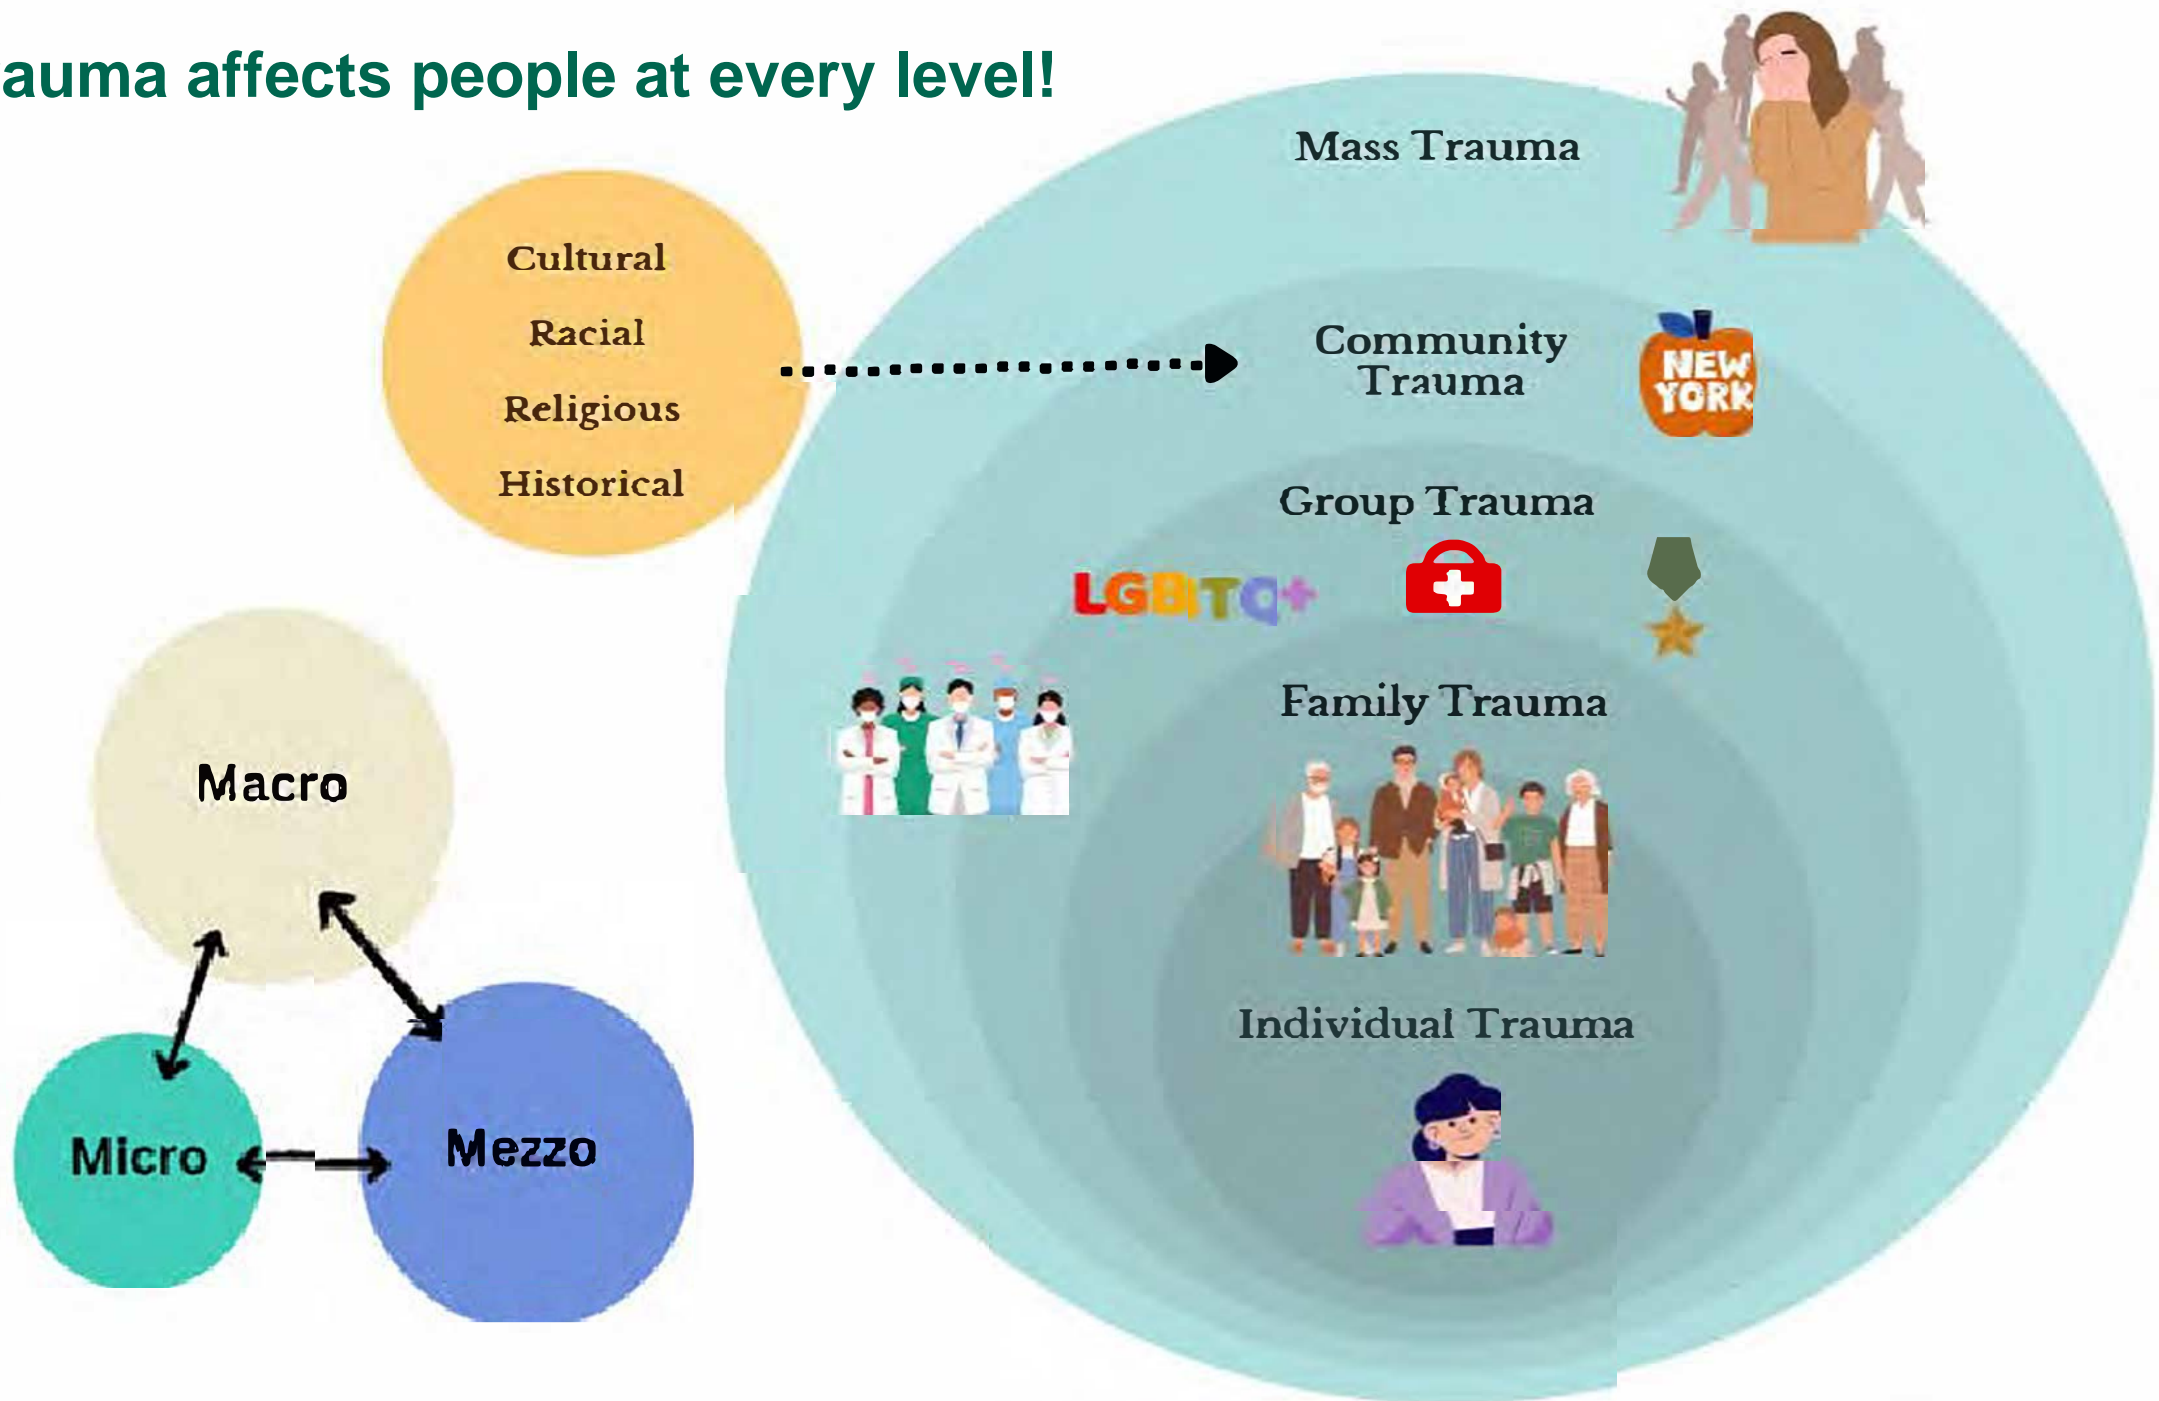 auma affects people at every level!
Mass Trauma
Cultural
Racial
Religious
Historical
Community
Trauma
NEW
YORK
Group Trauma
LGBTQ+
Family Trauma
Macro
Individual Trauma
Micro
Mezzo